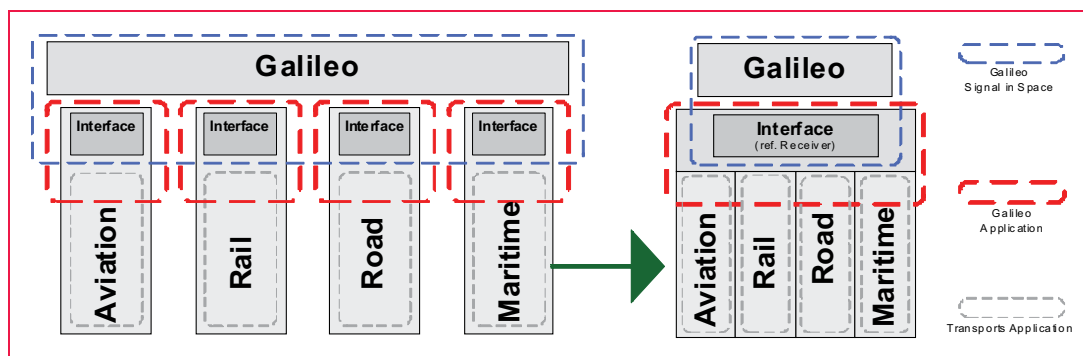 Galileo
Interface
Interface
Interface
Interface
Aviation
Rail
Road
Maritime
Galileo
Interface
(ref. Receiver)
Aviation
Rail
Road
Maritime
Galileo
Signal in Space
Galileo
Application
Transports Application